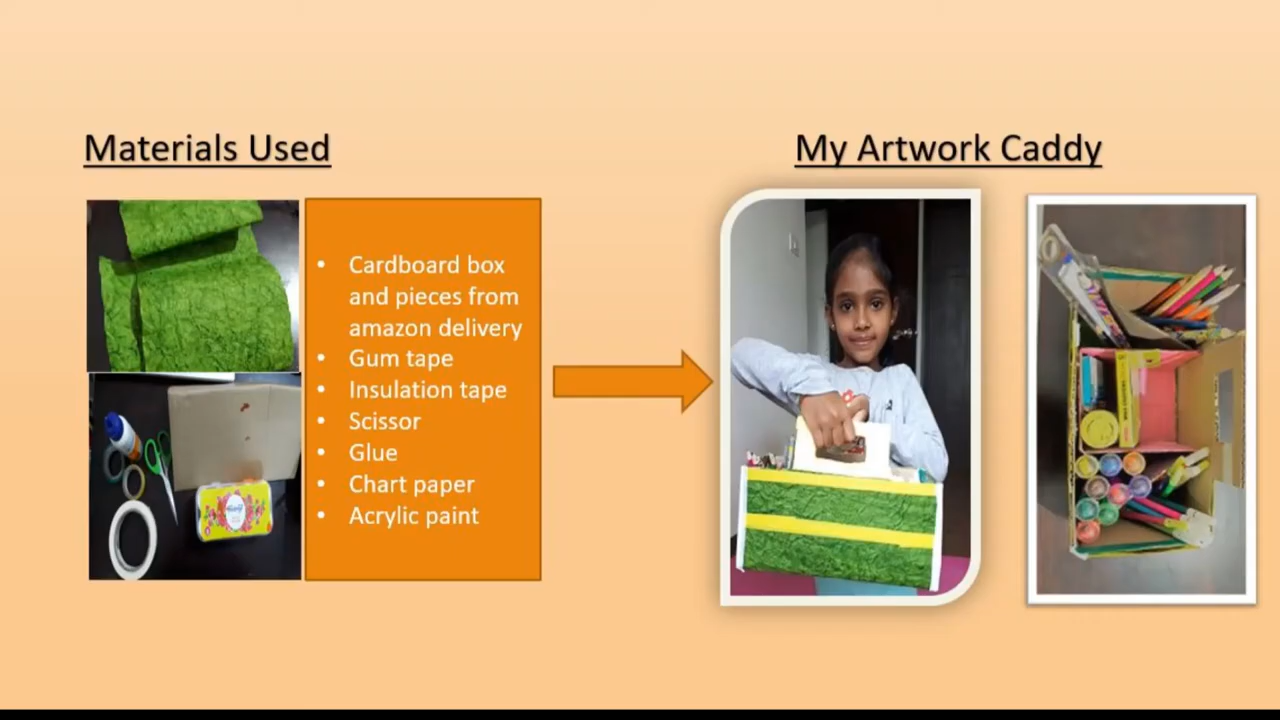 Materials Used
My Artwork Caddy
• Cardboard box
and pieces from
amazon delivery
• Gum tape
• Insulation tape
• Scissor
• Glue
• Chart paper
• Acrylic paint